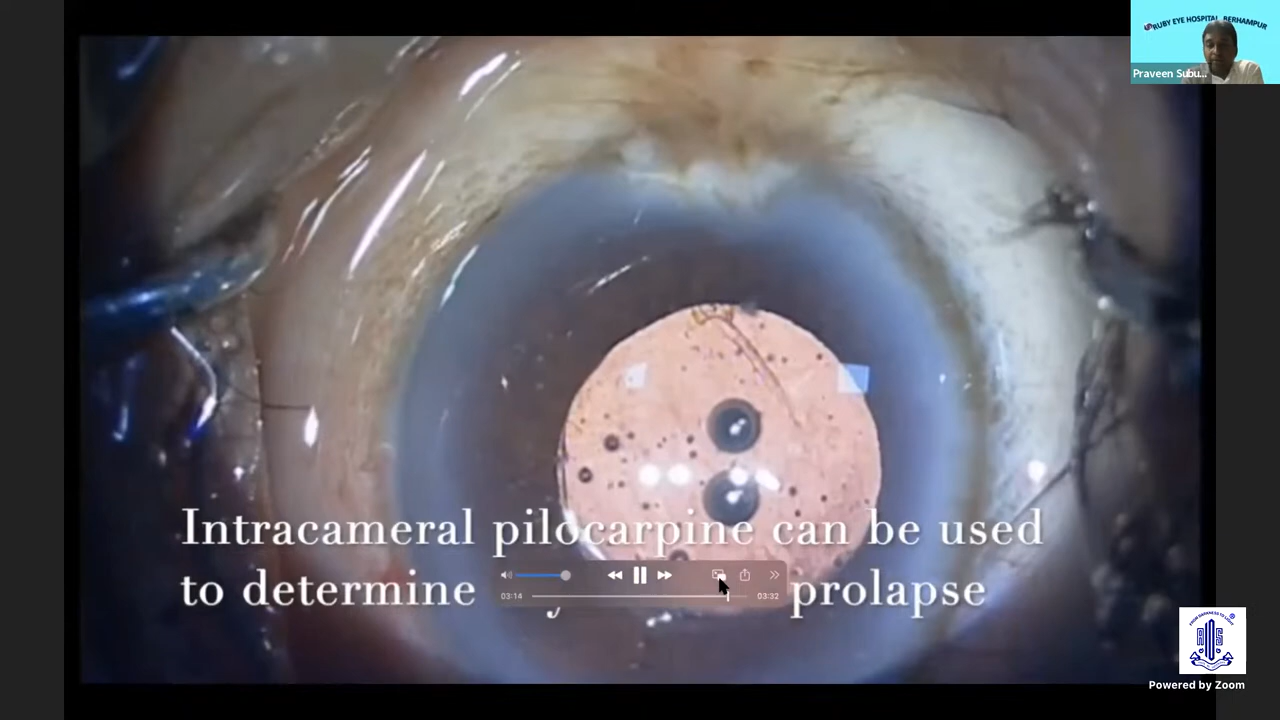 RUBY EYE HOSPITAL, BERHAMPUR
Praveen Subu...
Intracameral pilocarpine can be used
to determine prolapse
03:14
03:32
Powered by Zoom